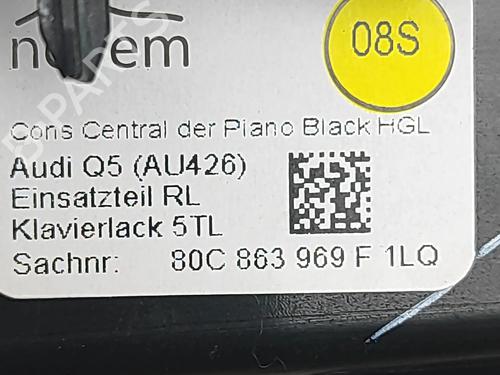 08S
Cons Central der Piano Black HGL
Audi Q5 (AU426)
Einsatzteil RL
Klavierlack 5TL
Sachnr: 80C 863 969 F 1LQ